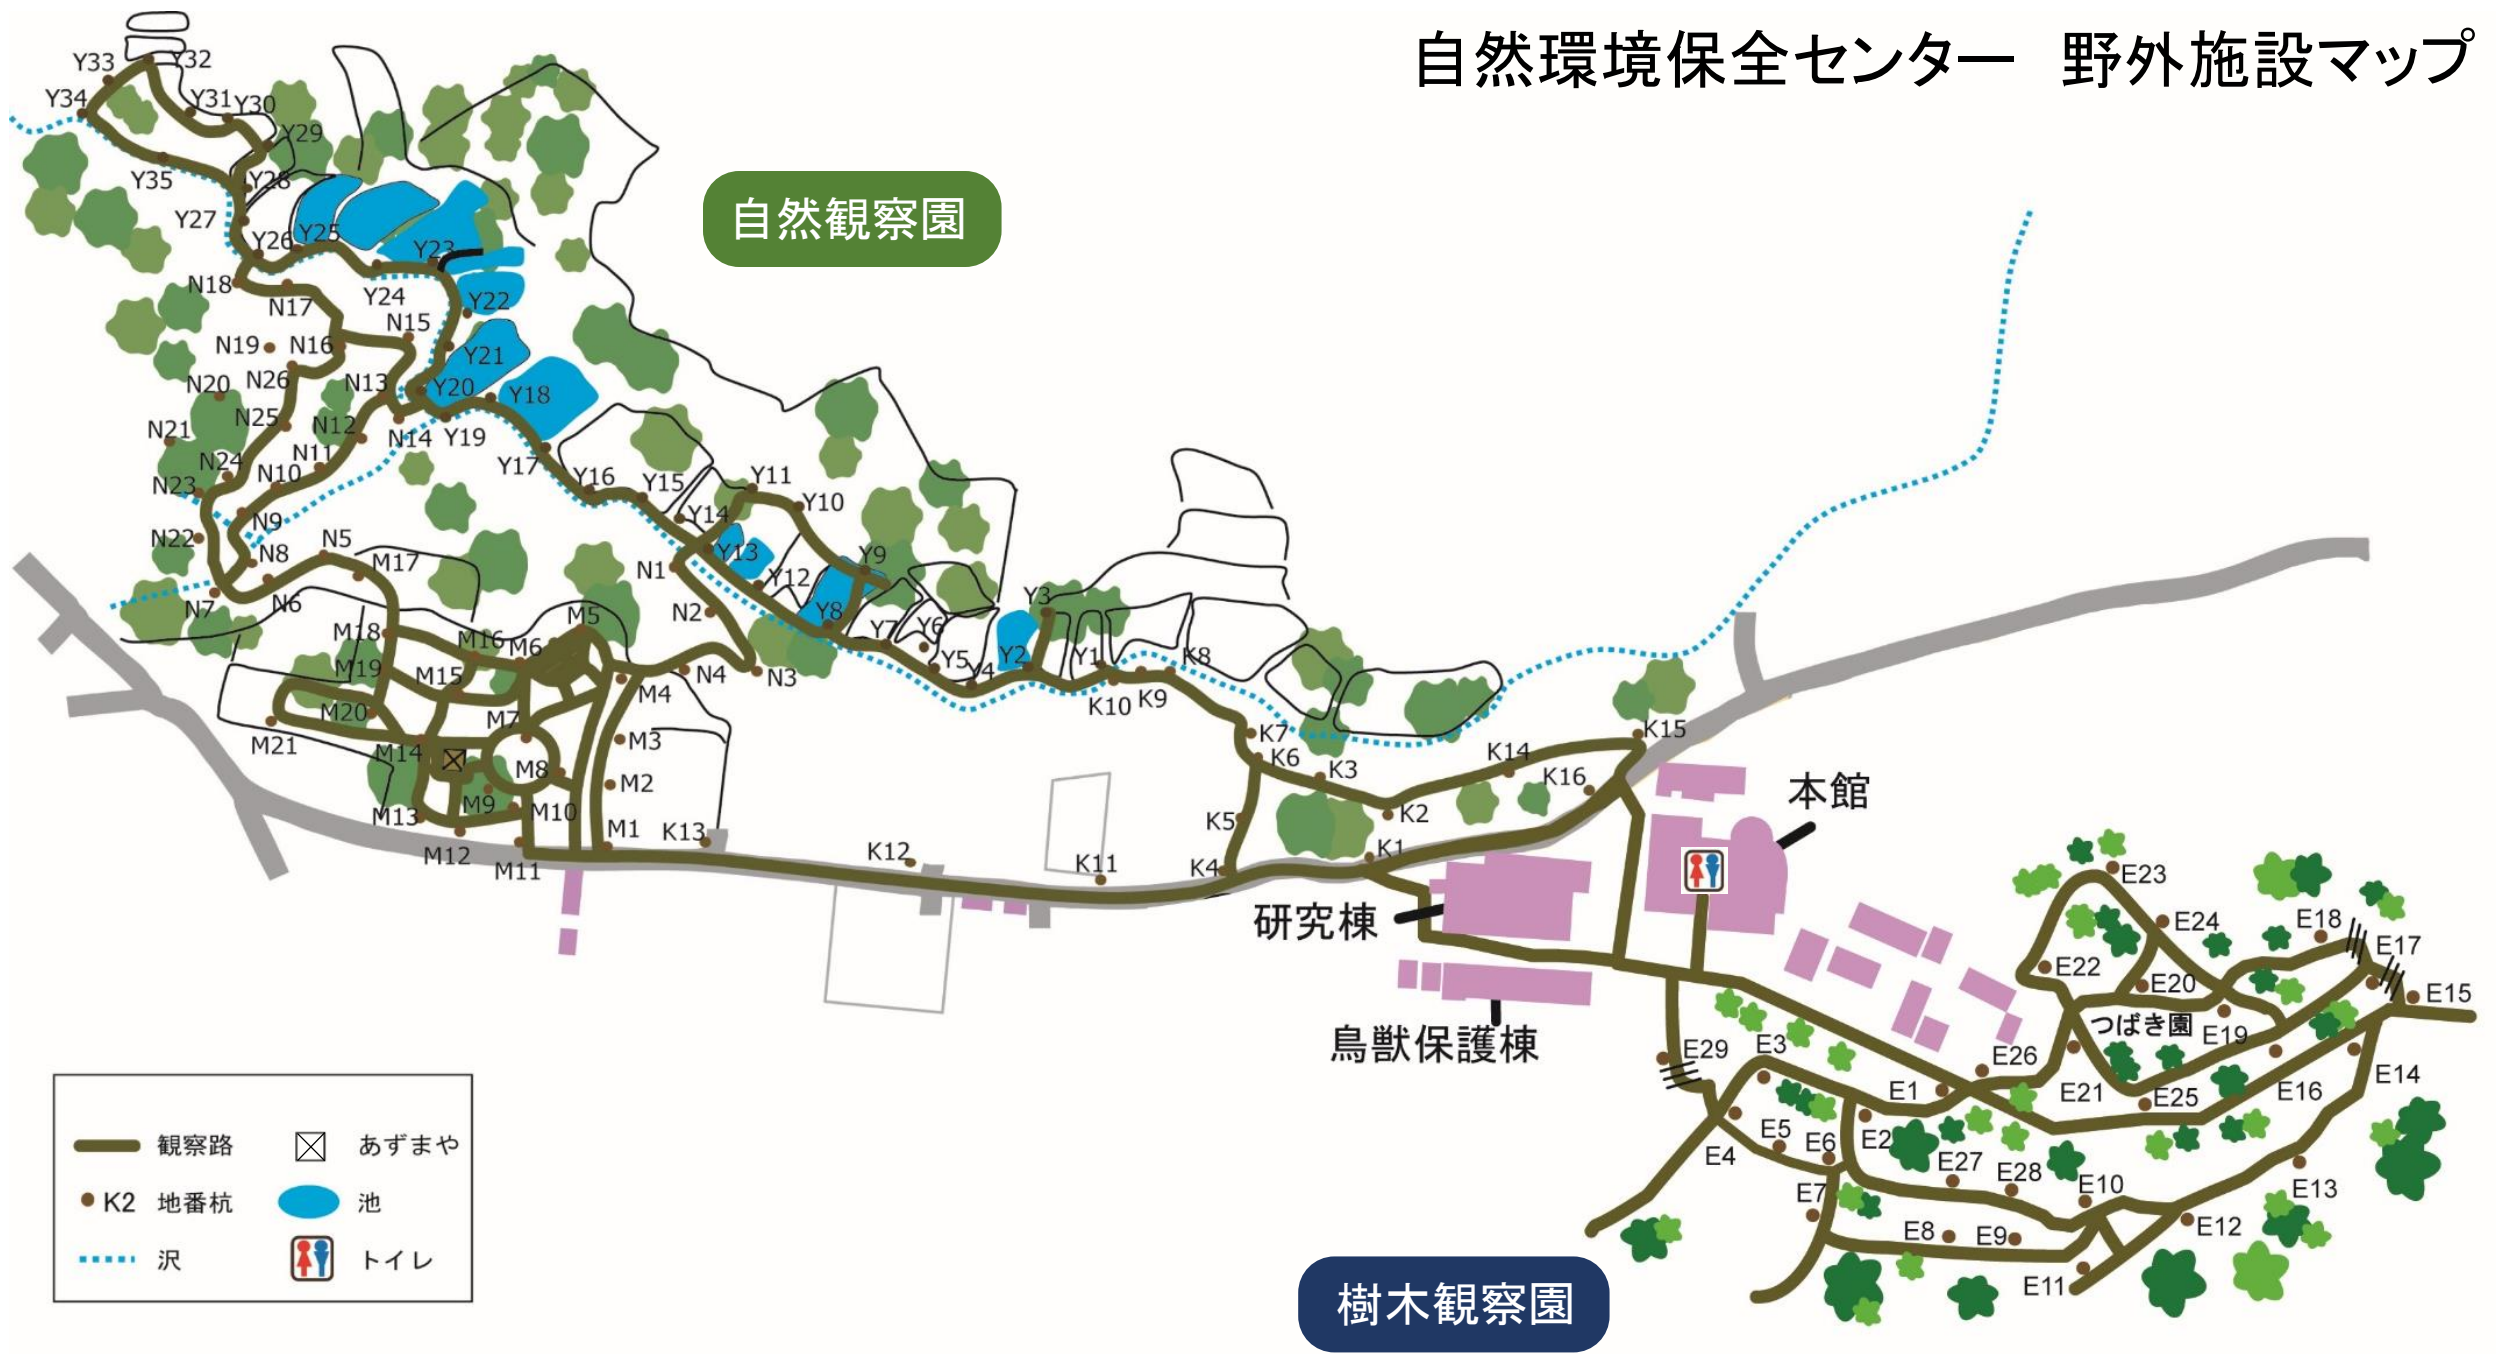 自然環境保全センター 野外施設マップ
Y33 Y32
Y34 Y31 Y30
Y29
Y35 Y28
Y27
Y26 Y25
Y23
N18
N17 Y24 Y22
N15
N19 N16 Y21
N20 N26 N13 Y20 Y18
N25 N12
N21 N14 Y19
N24 N11
N23 N10 Y17 Y16 Y15 Y11
Y10
N9 Y14
N22 N8 N5 Y13 Y9
M17 N1 Y12
N7 N6 N2 Y8 Y3
M5 Y7 Y6
M18 M16 M6
M19 M15 N4 N3 Y5 Y4 Y2 Y1 K8
M4 K10 K9
M20 M7
M21 M14 M3 K7 K15
K6 K14
M8 M2 K3 K16
M9 M10 K2
M13 M1 K13 K5
M12 M11 K12 K11 K4 K1
自然観察園
本館
研究棟
鳥獣保護棟
E23
E24 E18 E17
E22 E20 E15
つばき園 E19
E29 E3 E26
E1 E21 E25 E16 E14
E5 E6 E2
E4 E27 E28
E7 E10 E13
E8 E9 E12
E11
樹木観察園
観察路 あずまや
K2 地番杭 池
沢 トイレ